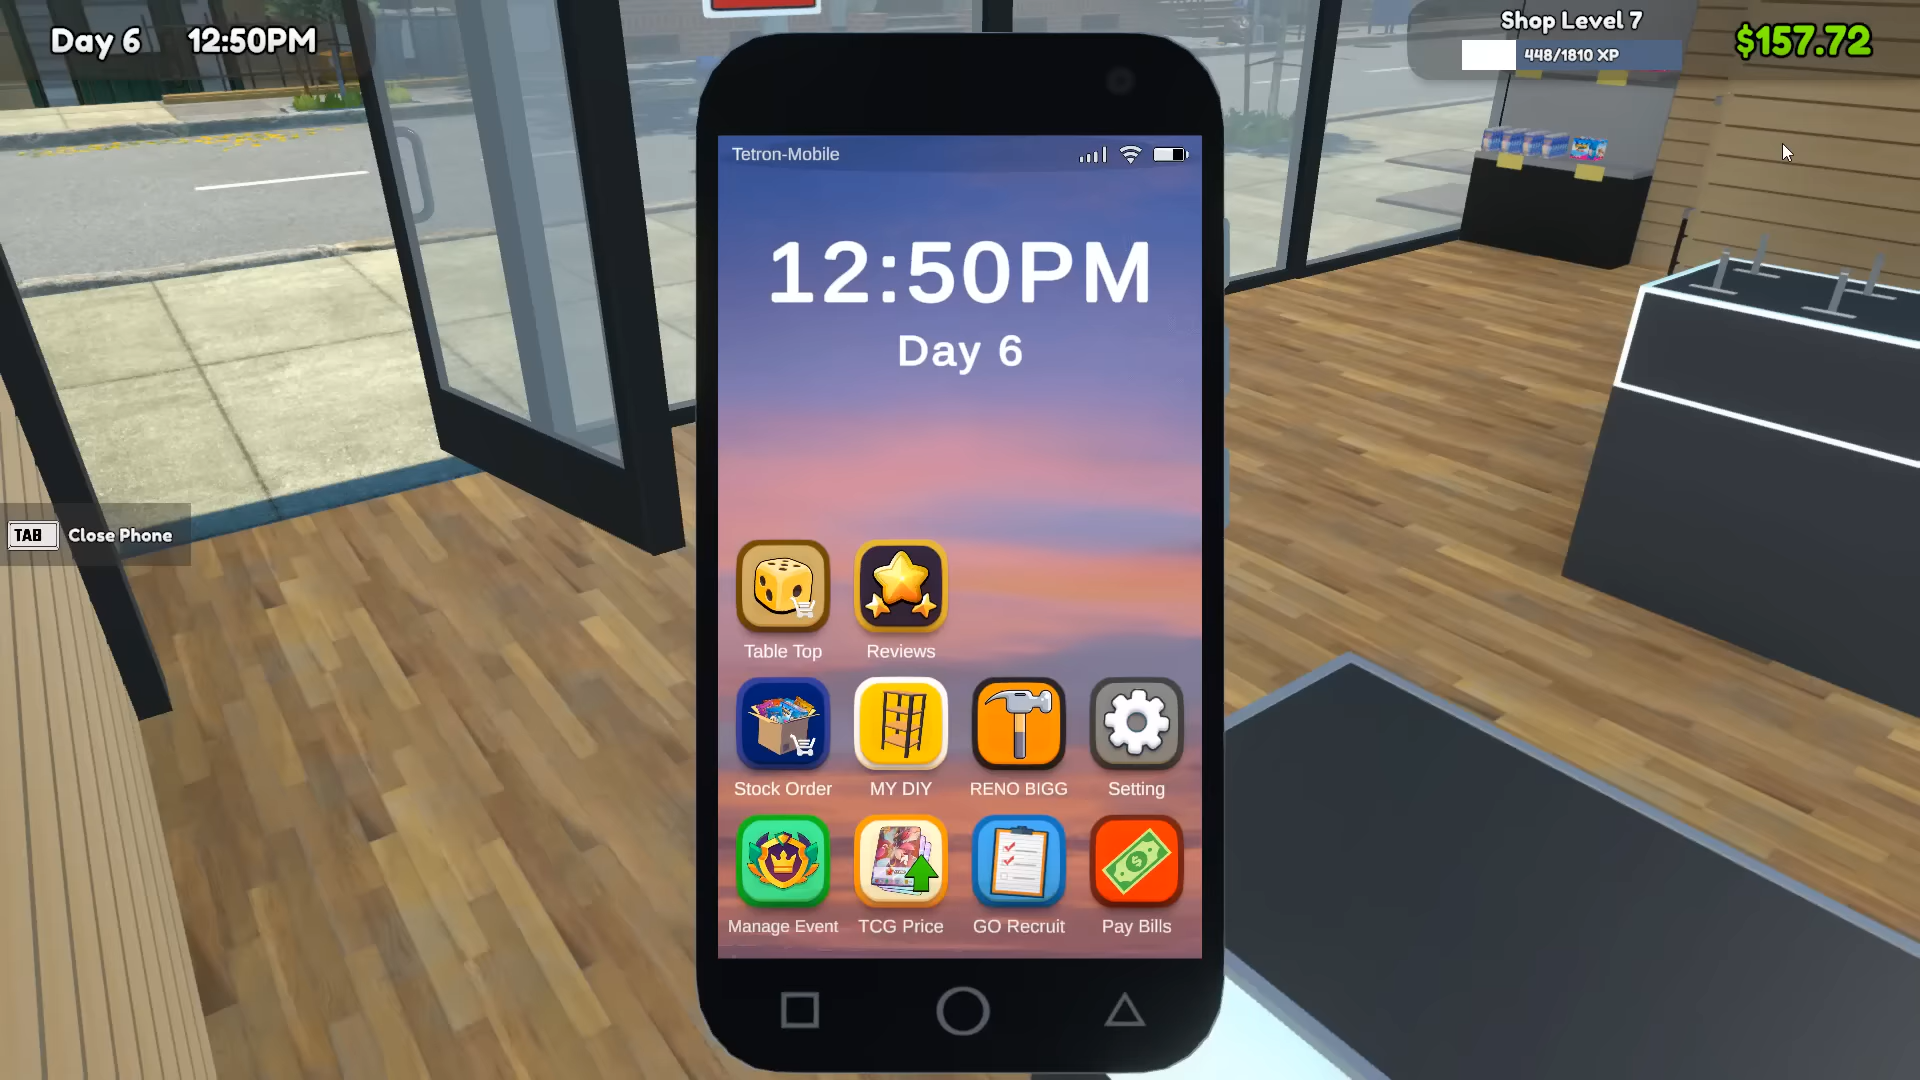 Day 6 12:50PM
Shop Level 7
448/1810 XP
$157.72
Tetron-Mobile
12:50PM
Day 6
TAB Close Phone
Table Top Reviews
Stock Order MY DIY RENO BIGG Setting
Manage Event TCG Price GO Recruit Pay Bills